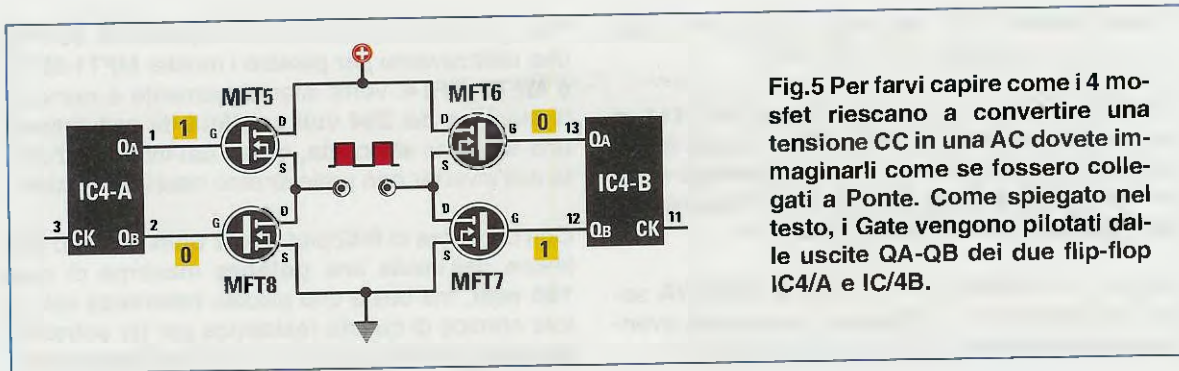 MFT5
MFT6
1
1
D
D
0
13
QA
G
G
QA
S
S
IC4-A
IC4-B
D
D
3
CK
QB
2
G
G
12
QB
CK
11
0
S
S
1
MFT8
MFT7
Fig.5 Per farvi capire come i 4 mo-
sfet riescano a convertire una
tensione CC in una AC dovete im-
maginarli come se fossero colle-
gati a Ponte. Come spiegato nel
testo, i Gate vengono pilotati dal-
le uscite QA-QB dei due flip-flop
IC4/A e IC/4B.